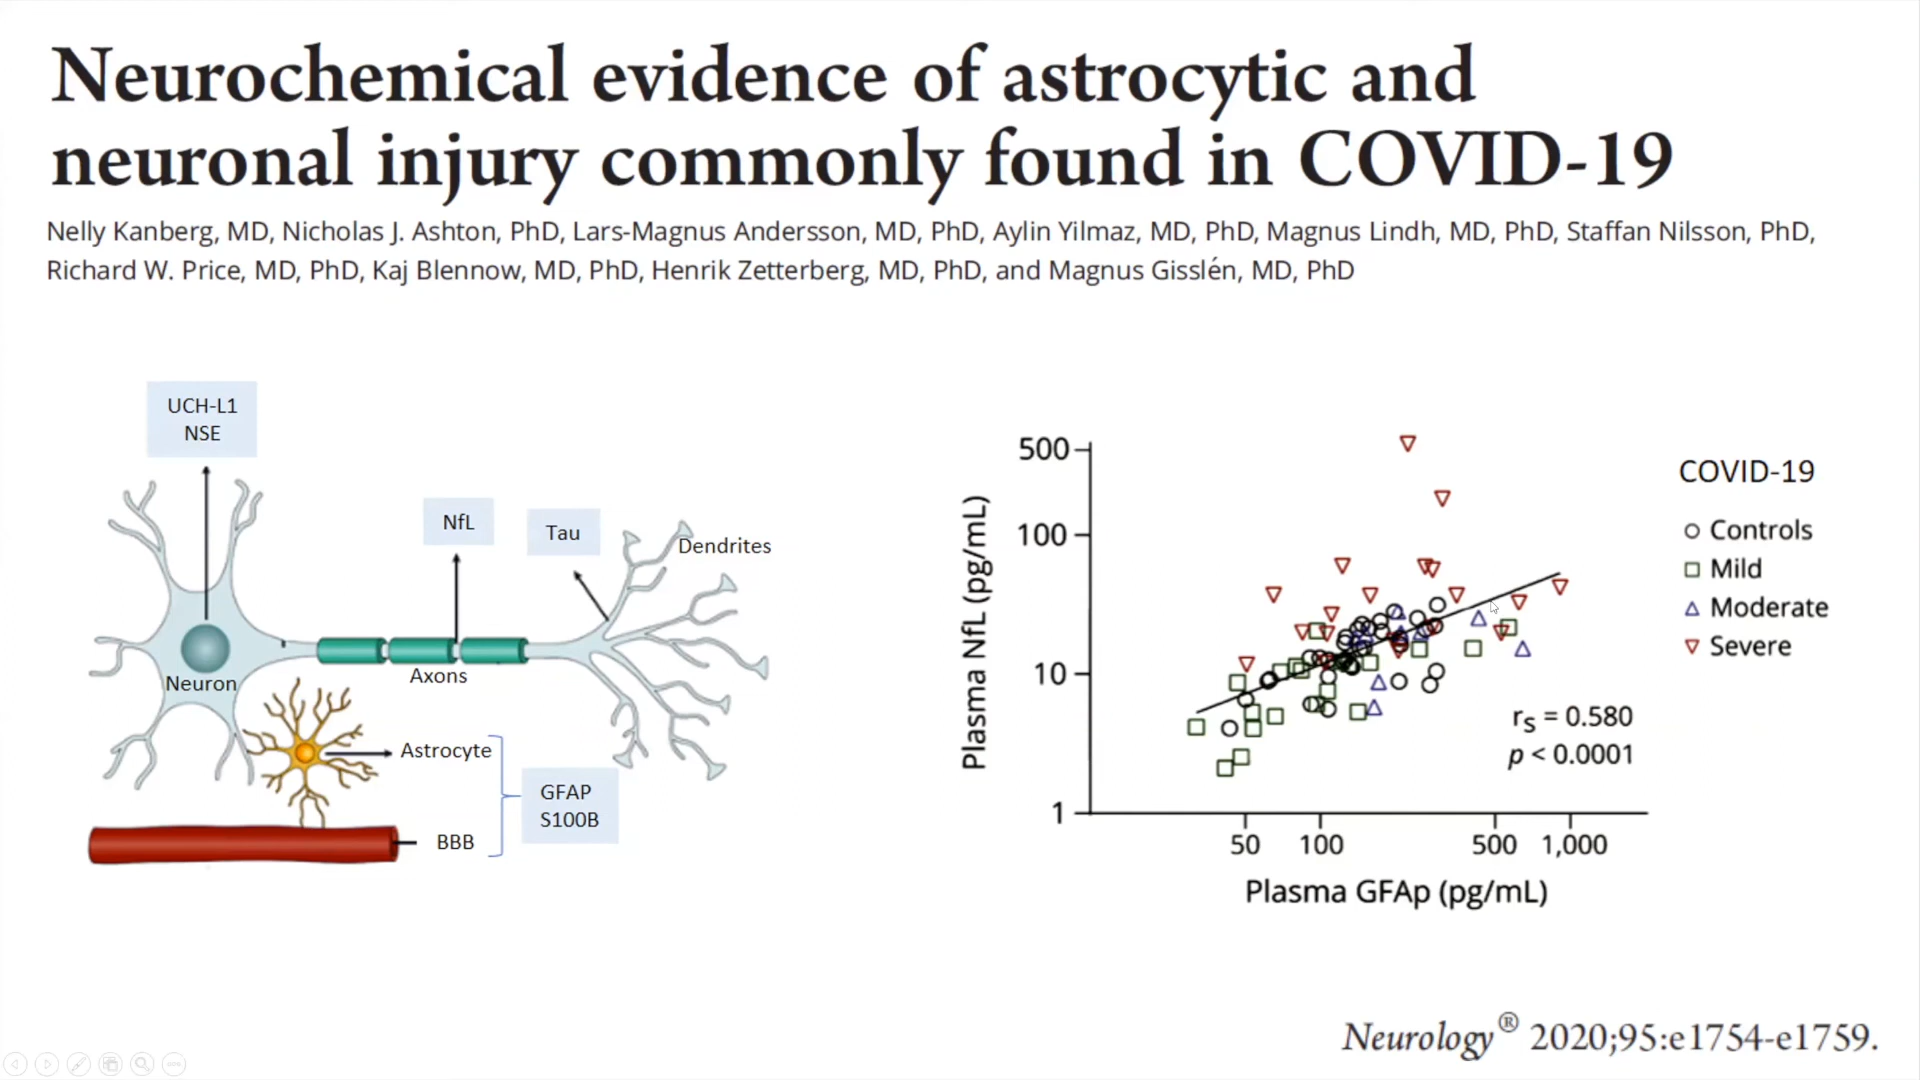 Neurochemical evidence of astrocytic and
neuronal injury commonly found in COVID-19
Nelly Kanberg, MD, Nicholas J. Ashton, PhD, Lars-Magnus Andersson, MD, PhD, Aylin Yilmaz, MD, PhD, Magnus Lindh, MD, PhD, Staffan Nilsson, PhD,
Richard W. Price, MD, PhD, Kaj Blennow, MD, PhD, Henrik Zetterberg, MD, PhD, and Magnus Gisslén, MD, PhD
UCH-L1
NSE
NfL
Tau
Dendrites
Neuron
Axons
Astrocyte
BBB
GFAP
S100B
Plasma NfL (pg/mL)
500
100
10
1
50 100 500 1,000
Plasma GFAp (pg/mL)
rs = 0.580
p < 0.0001
COVID-19
Controls
Mild
Moderate
Severe
Neurology® 2020;95:e1754-e1759.